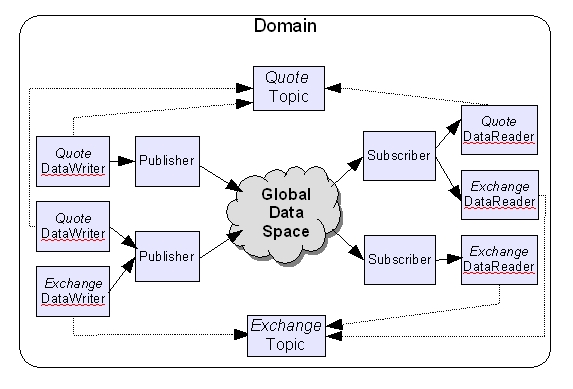 Domain
Quote
Topic
Quote
DataWriter
Publisher
Subscriber
Quote
DataReader
Exchange
DataReader
Global
Data
Space
Quote
DataWriter
Publisher
Subscriber
Exchange
DataReader
Exchange
DataWriter
Exchange
Topic